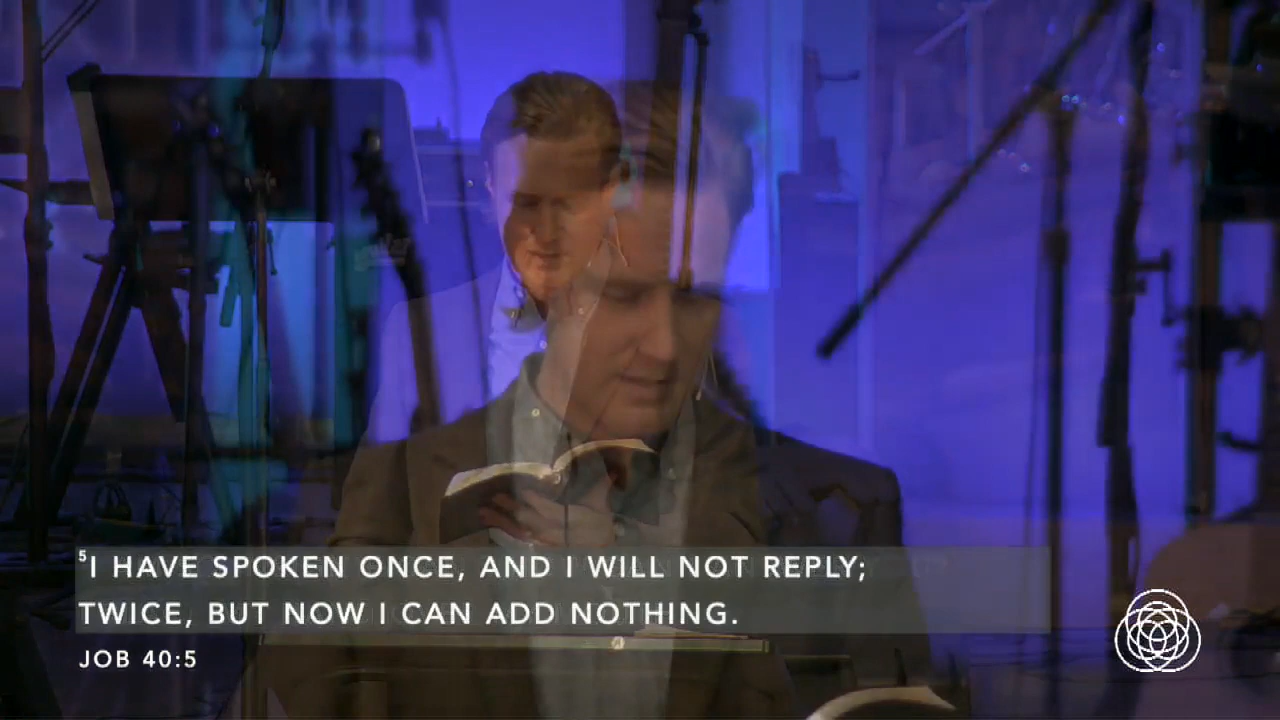 ⁵I HAVE SPOKEN ONCE, AND I WILL NOT REPLY;
TWICE, BUT NOW I CAN ADD NOTHING.
JOB 40:5